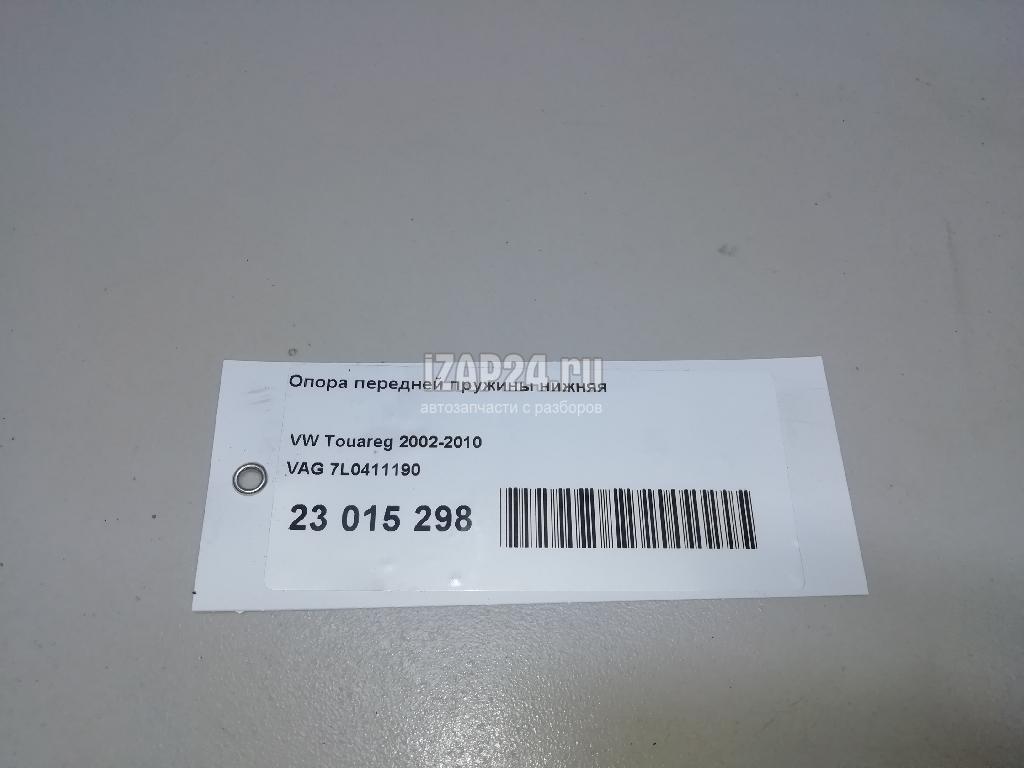 iZAP24.ru
Опора передней пружины нижняя
автозапчасти с разборов
VW Touareg 2002-2010
VAG 7L0411190
23 015 298